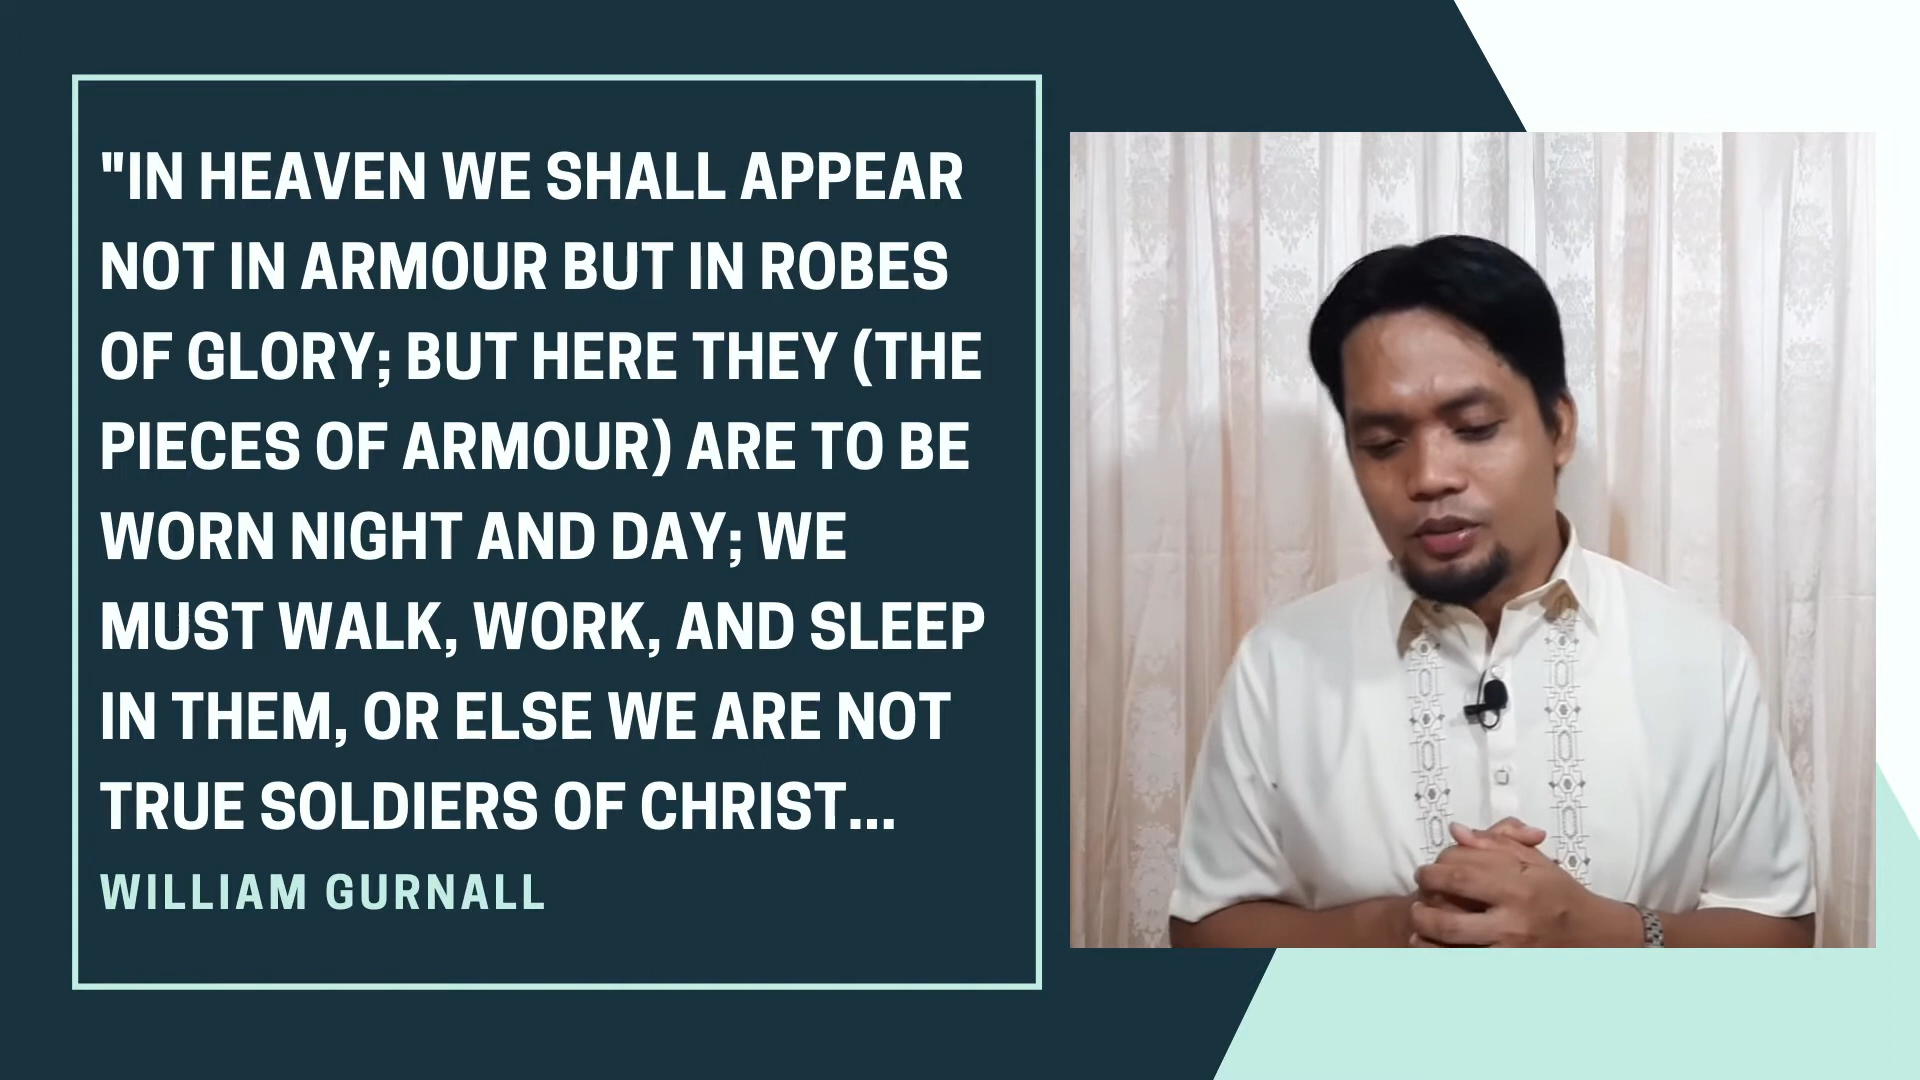 "IN HEAVEN WE SHALL APPEAR
NOT IN ARMOUR BUT IN ROBES
OF GLORY; BUT HERE THEY (THE
PIECES OF ARMOUR) ARE TO BE
WORN NIGHT AND DAY; WE
MUST WALK, WORK, AND SLEEP
IN THEM, OR ELSE WE ARE NOT
TRUE SOLDIERS OF CHRIST...
WILLIAM GURNALL